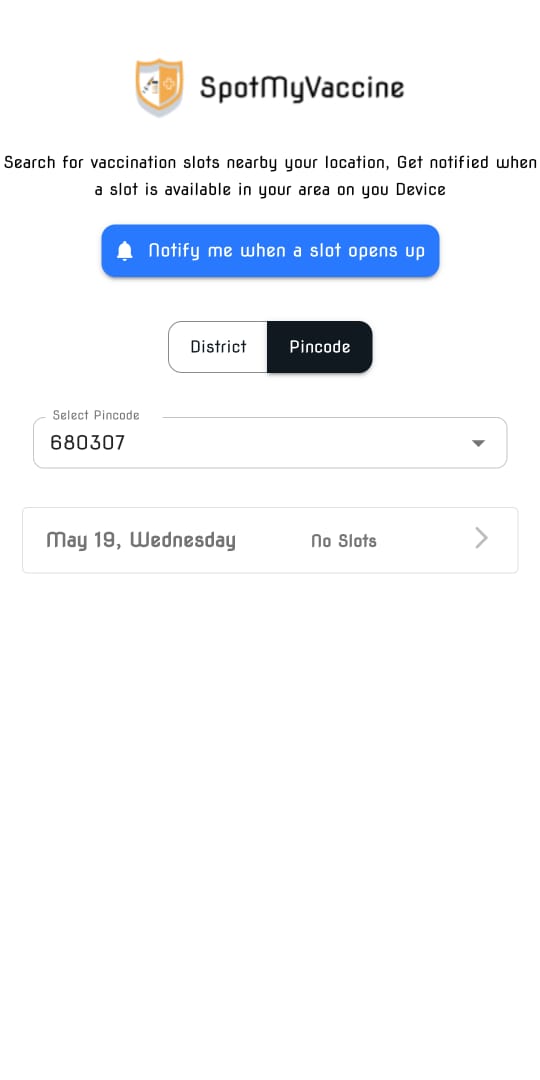 SpotMyVaccine
Search for vaccination slots nearby your location, Get notified when
a slot is available in your area on you Device
Notify me when a slot opens up
District
Pincode
Select Pincode
680307
May 19, Wednesday
No Slots